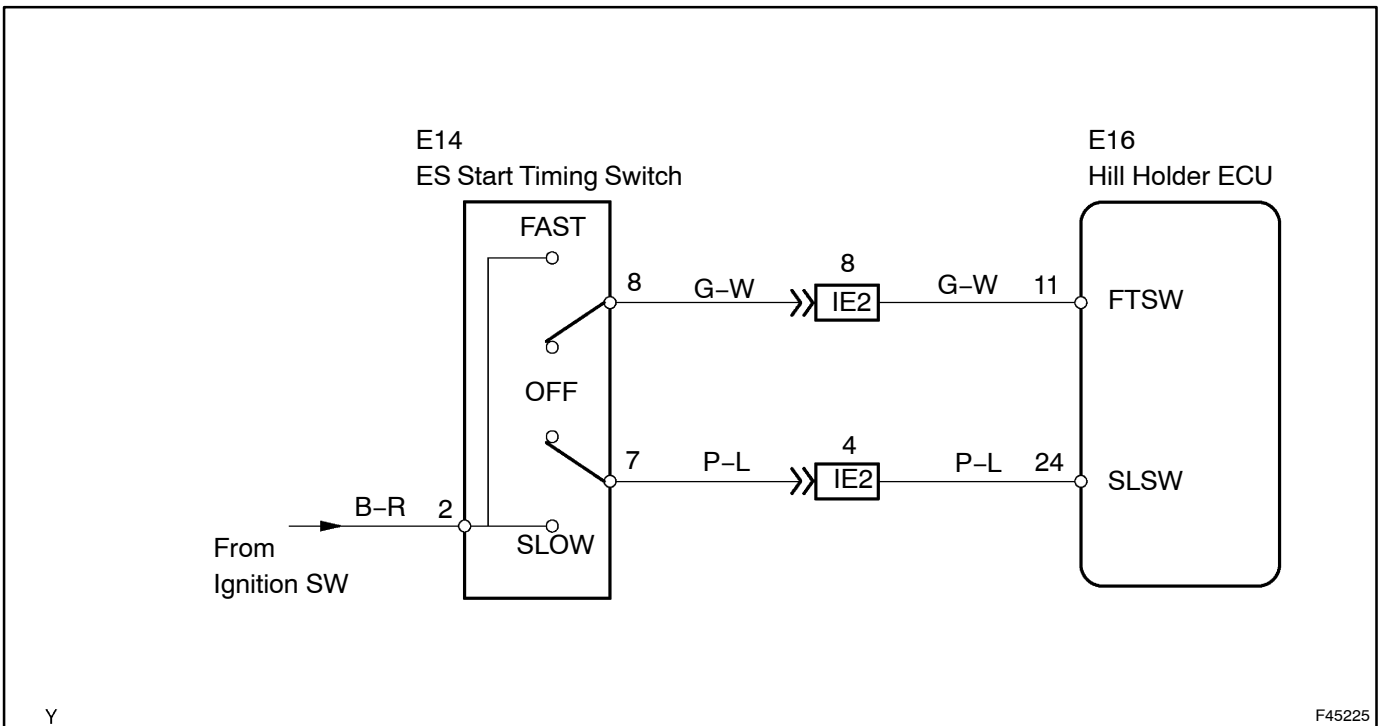 E14
ES Start Timing Switch
E16
Hill Holder ECU
FAST
8
G–W
8
IE2
G–W
11
FTSW
OFF
7
P–L
4
IE2
P–L
24
SLSW
B–R
2
SLOW
From
Ignition SW
Y
F45225